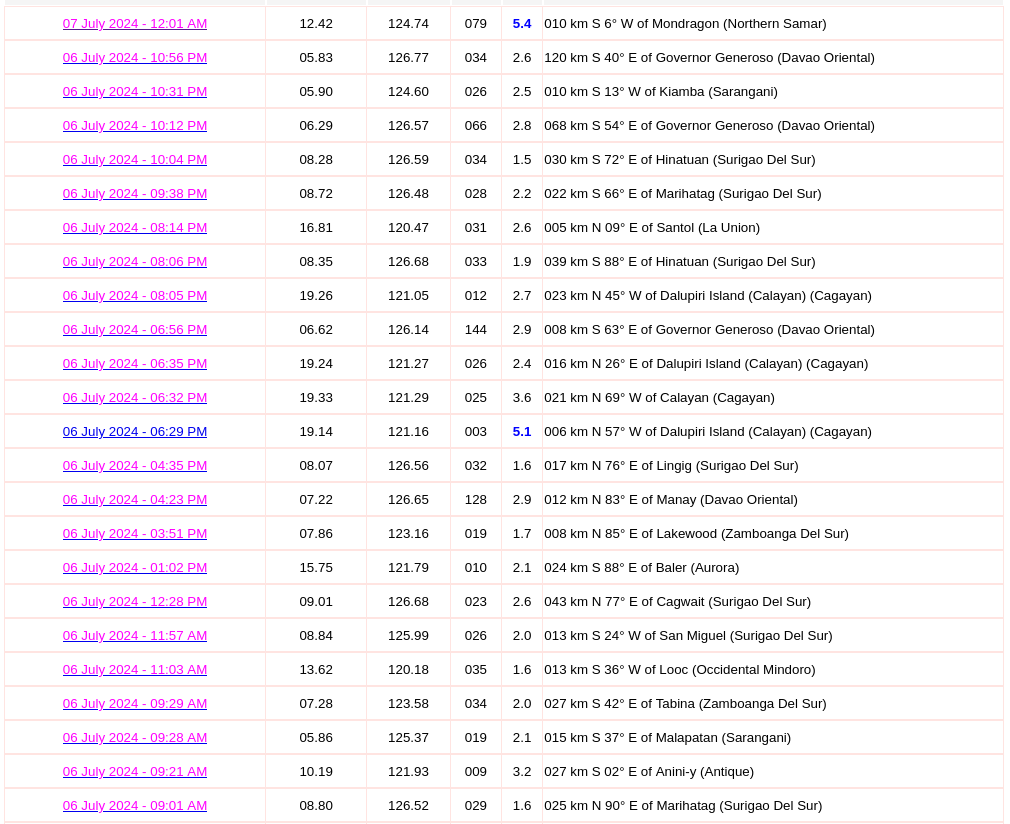 07 July 2024 - 12:01 AM 12.42 124.74 079 5.4 010 km S 6° W of Mondragon (Northern Samar)
06 July 2024 - 10:56 PM 05.83 126.77 034 2.6 120 km S 40° E of Governor Generoso (Davao Oriental)
06 July 2024 - 10:31 PM 05.90 124.60 026 2.5 010 km S 13° W of Kiamba (Sarangani)
06 July 2024 - 10:12 PM 06.29 126.57 066 2.8 068 km S 54° E of Governor Generoso (Davao Oriental)
06 July 2024 - 10:04 PM 08.28 126.59 034 1.5 030 km S 72° E of Hinatuan (Surigao Del Sur)
06 July 2024 - 09:38 PM 08.72 126.48 028 2.2 022 km S 66° E of Marihatag (Surigao Del Sur)
06 July 2024 - 08:14 PM 16.81 120.47 031 2.6 005 km N 09° E of Santol (La Union)
06 July 2024 - 08:06 PM 08.35 126.68 033 1.9 039 km S 88° E of Hinatuan (Surigao Del Sur)
06 July 2024 - 08:05 PM 19.26 121.05 012 2.7 023 km N 45° W of Dalupiri Island (Calayan) (Cagayan)
06 July 2024 - 06:56 PM 06.62 126.14 144 2.9 008 km S 63° E of Governor Generoso (Davao Oriental)
06 July 2024 - 06:35 PM 19.24 121.27 026 2.4 016 km N 26° E of Dalupiri Island (Calayan) (Cagayan)
06 July 2024 - 06:32 PM 19.33 121.29 025 3.6 021 km N 69° W of Calayan (Cagayan)
06 July 2024 - 06:29 PM 19.14 121.16 003 5.1 006 km N 57° W of Dalupiri Island (Calayan) (Cagayan)
06 July 2024 - 04:35 PM 08.07 126.56 032 1.6 017 km N 76° E of Lingig (Surigao Del Sur)
06 July 2024 - 04:23 PM 07.22 126.65 128 2.9 012 km N 83° E of Manay (Davao Oriental)
06 July 2024 - 03:51 PM 07.86 123.16 019 1.7 008 km N 85° E of Lakewood (Zamboanga Del Sur)
06 July 2024 - 01:02 PM 15.75 121.79 010 2.1 024 km S 88° E of Baler (Aurora)
06 July 2024 - 12:28 PM 09.01 126.68 023 2.6 043 km N 77° E of Cagwait (Surigao Del Sur)
06 July 2024 - 11:57 AM 08.84 125.99 026 2.0 013 km S 24° W of San Miguel (Surigao Del Sur)
06 July 2024 - 11:03 AM 13.62 120.18 035 1.6 013 km S 36° W of Looc (Occidental Mindoro)
06 July 2024 - 09:29 AM 07.28 123.58 034 2.0 027 km S 42° E of Tabina (Zamboanga Del Sur)
06 July 2024 - 09:28 AM 05.86 125.37 019 2.1 015 km S 37° E of Malapatan (Sarangani)
06 July 2024 - 09:21 AM 10.19 121.93 009 3.2 027 km S 02° E of Anini-y (Antique)
06 July 2024 - 09:01 AM 08.80 126.52 029 1.6 025 km N 90° E of Marihatag (Surigao Del Sur)